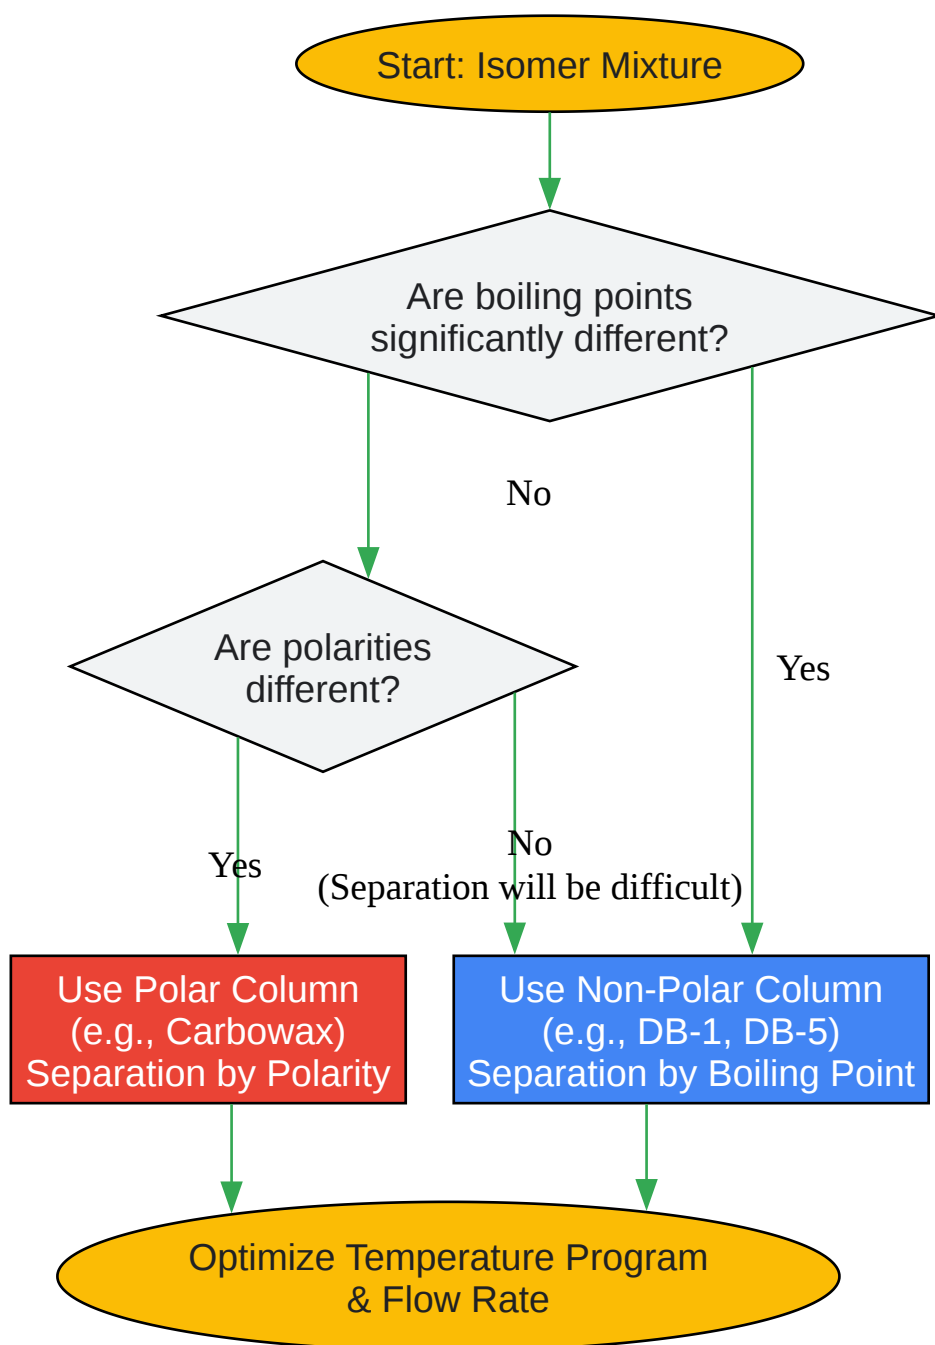 Start: Isomer Mixture
Are boiling points
significantly different?
No
Are polarities
different?
Yes
Yes
No
(Separation will be difficult)
Use Polar Column
(e.g., Carbowax)
Separation by Polarity
Use Non-Polar Column
(e.g., DB-1, DB-5)
Separation by Boiling Point
Optimize Temperature Program
& Flow Rate